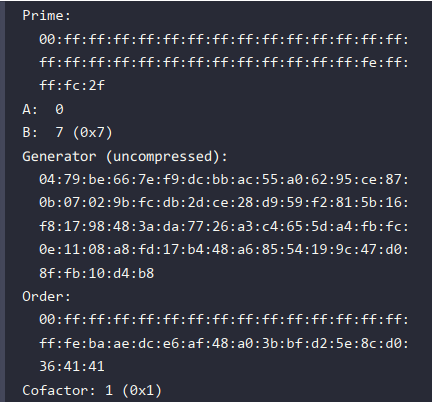 Prime:
00:ff:ff:ff:ff:ff:ff:ff:ff:ff:ff:ff:ff:ff:ff:
ff:ff:ff:ff:ff:ff:ff:ff:ff:ff:ff:ff:ff:fe:ff:
ff:fc:2f
A:  0
B:  7 (0x7)
Generator (uncompressed):
04:79:be:66:7e:f9:dc:bb:ac:55:a0:62:95:ce:87:
0b:07:02:9b:fc:db:2d:ce:28:d9:59:f2:81:5b:16:
f8:17:98:48:3a:da:77:26:a3:c4:65:5d:a4:fb:fc:
0e:11:08:a8:fd:17:b4:48:a6:85:54:19:9c:47:d0:
8f:fb:10:d4:b8
Order:
00:ff:ff:ff:ff:ff:ff:ff:ff:ff:ff:ff:ff:ff:ff:
ff:fe:ba:ae:dc:e6:af:48:a0:3b:bf:d2:5e:8c:d0:
36:41:41
Cofactor: 1 (0x1)